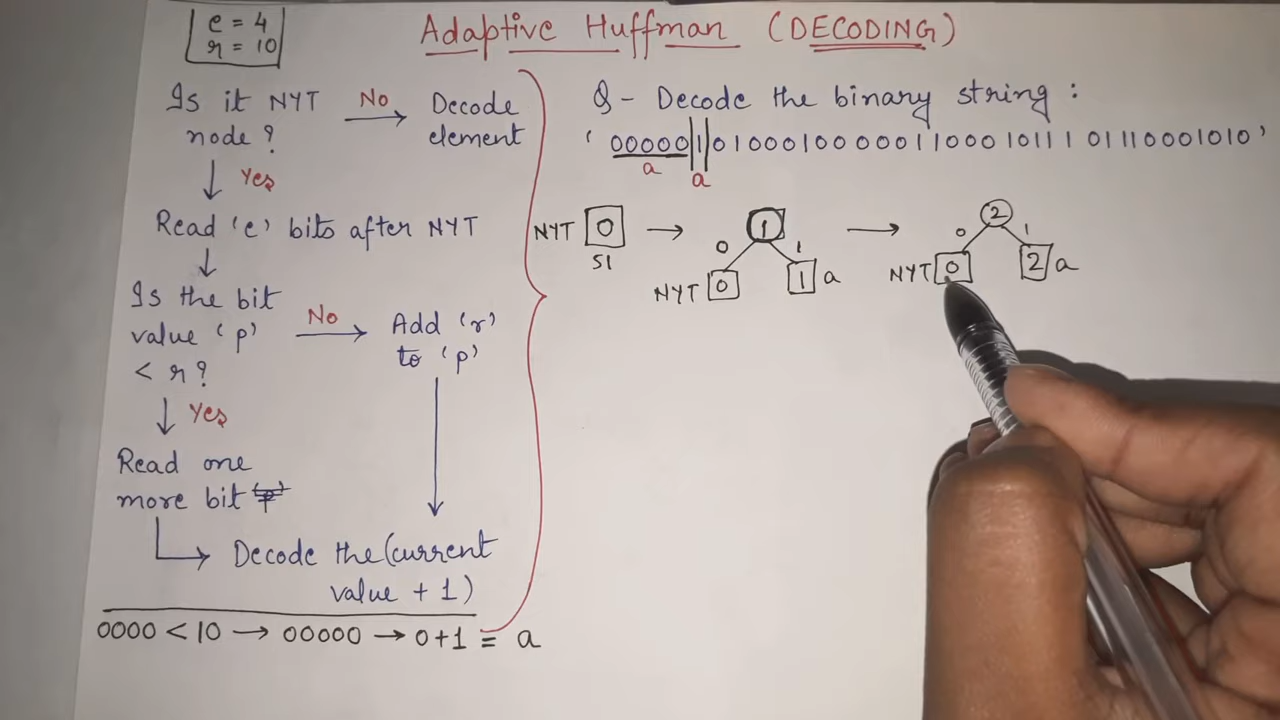 e = 4
r = 10
Adaptive Huffman (DECODING)
Is it NYT
node ?
No
Decode
element
Yes
Read 'e' bits after NYT
Is the bit
value 'p'
< r ?
No
Add 'r'
to 'p'
Yes
Read one
more bit
Decode the (current
value + 1)
0000 < 10 → 00000 → 0+1 = a
Q - Decode the binary string :
' 00000|1|01000100000011000101110111 0001010 '
a
a
NYT 0
51
1
0
1
NYT 0
1 a
2
0
1
NYT 0
2 a